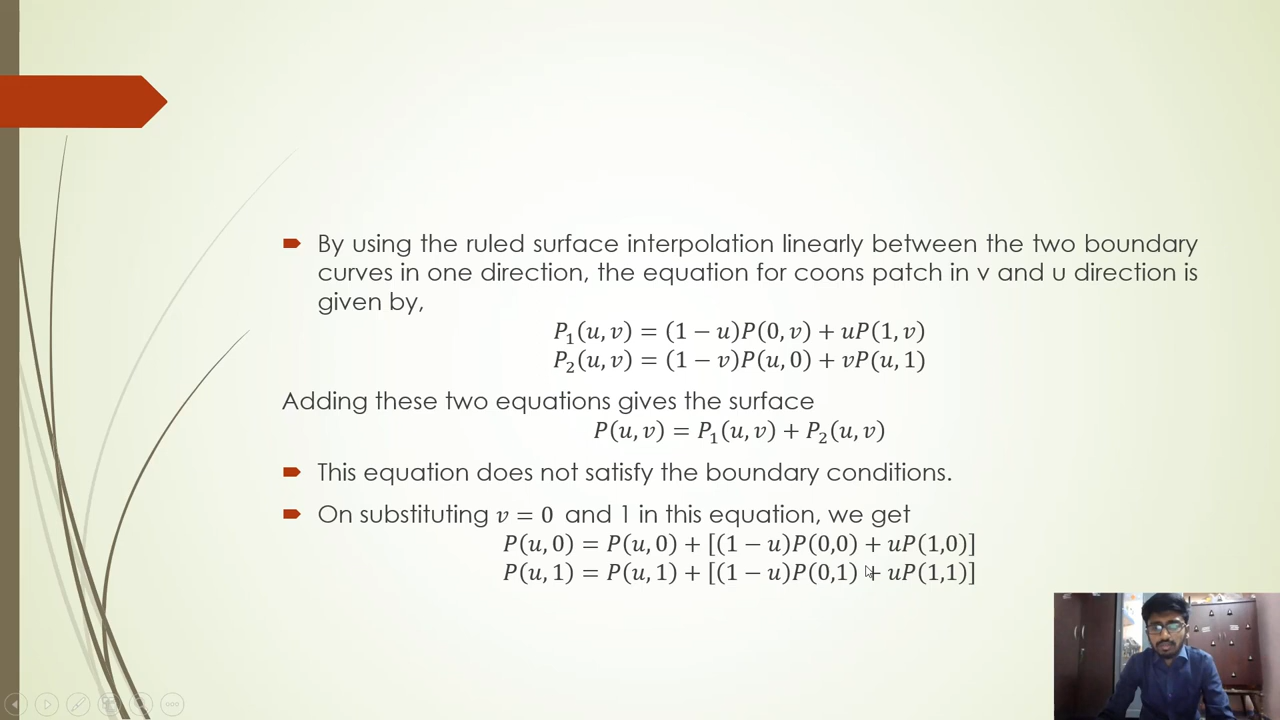 By using the ruled surface interpolation linearly between the two boundary
curves in one direction, the equation for coons patch in v and u direction is
given by,
P₁(u, v) = (1 − u)P(0, v) + uP(1, v)
P₂(u, v) = (1 − v)P(u, 0) + vP(u, 1)
Adding these two equations gives the surface
P(u, v) = P₁(u, v) + P₂(u, v)
This equation does not satisfy the boundary conditions.
On substituting v = 0 and 1 in this equation, we get
P(u, 0) = P(u, 0) + [(1 − u)P(0,0) + uP(1,0)]
P(u, 1) = P(u, 1) + [(1 − u)P(0,1) + uP(1,1)]